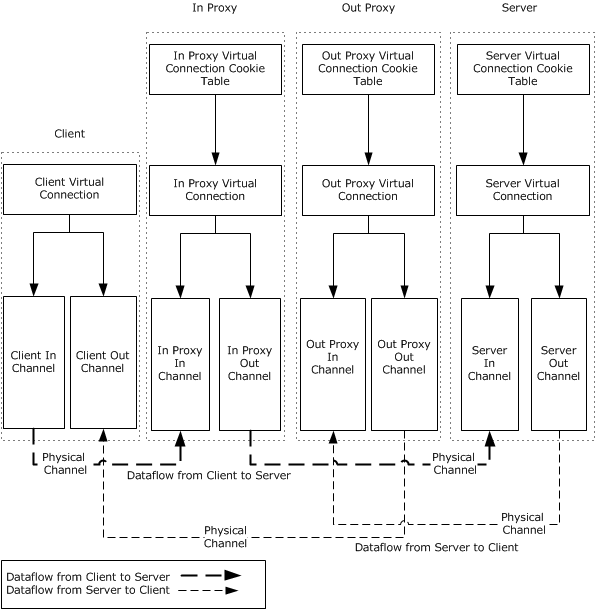 In Proxy
Out Proxy
Server
In Proxy Virtual
Connection Cookie
Table
Out Proxy Virtual
Connection Cookie
Table
Server Virtual
Connection Cookie
Table
Client
Client Virtual
Connection
In Proxy Virtual
Connection
Out Proxy Virtual
Connection
Server Virtual
Connection
Client In
Channel
Client Out
Channel
In Proxy
In
Channel
In Proxy
Out
Channel
Out Proxy
In
Channel
Out Proxy
Out
Channel
Server
In
Channel
Server
Out
Channel
Physical
Channel
Dataflow from Client to Server
Physical
Channel
Physical
Channel
Physical
Channel
Dataflow from Server to Client
Dataflow from Client to Server
Dataflow from Server to Client